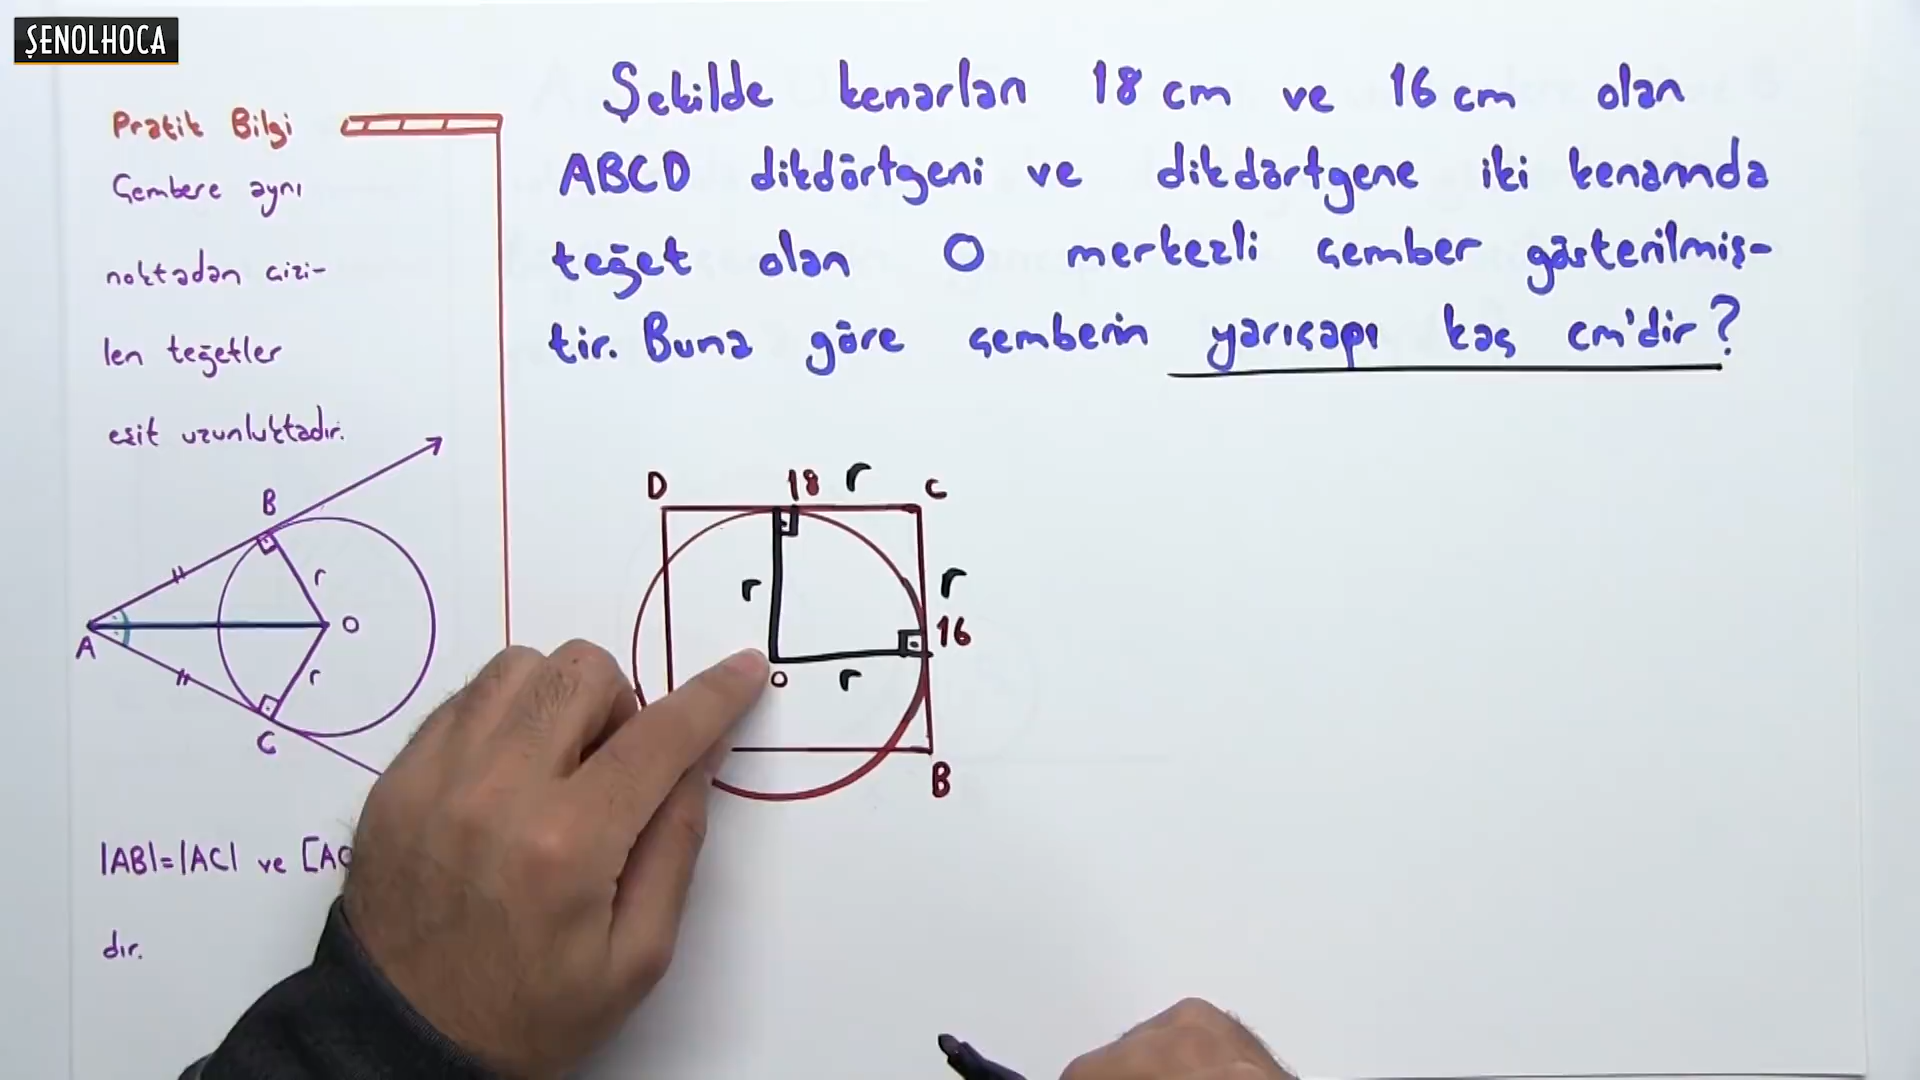 ŞENOLHOCA
Şekilde kenarları 18 cm ve 16 cm olan
ABCD dikdörtgeni ve dikdörtgene iki kenarında
teğet olan O merkezli çember gösterilmiş-
tir. Buna göre çemberin yarıçapı kaç cm'dir?
Pratik Bilgi
Çembere aynı
noktadan çizi-
len teğetler
eşit uzunluktadır.
B
r
A
O
r
C
|AB|=|AC| ve [AO
dır.
D 18 r C
r r
16
O r
B